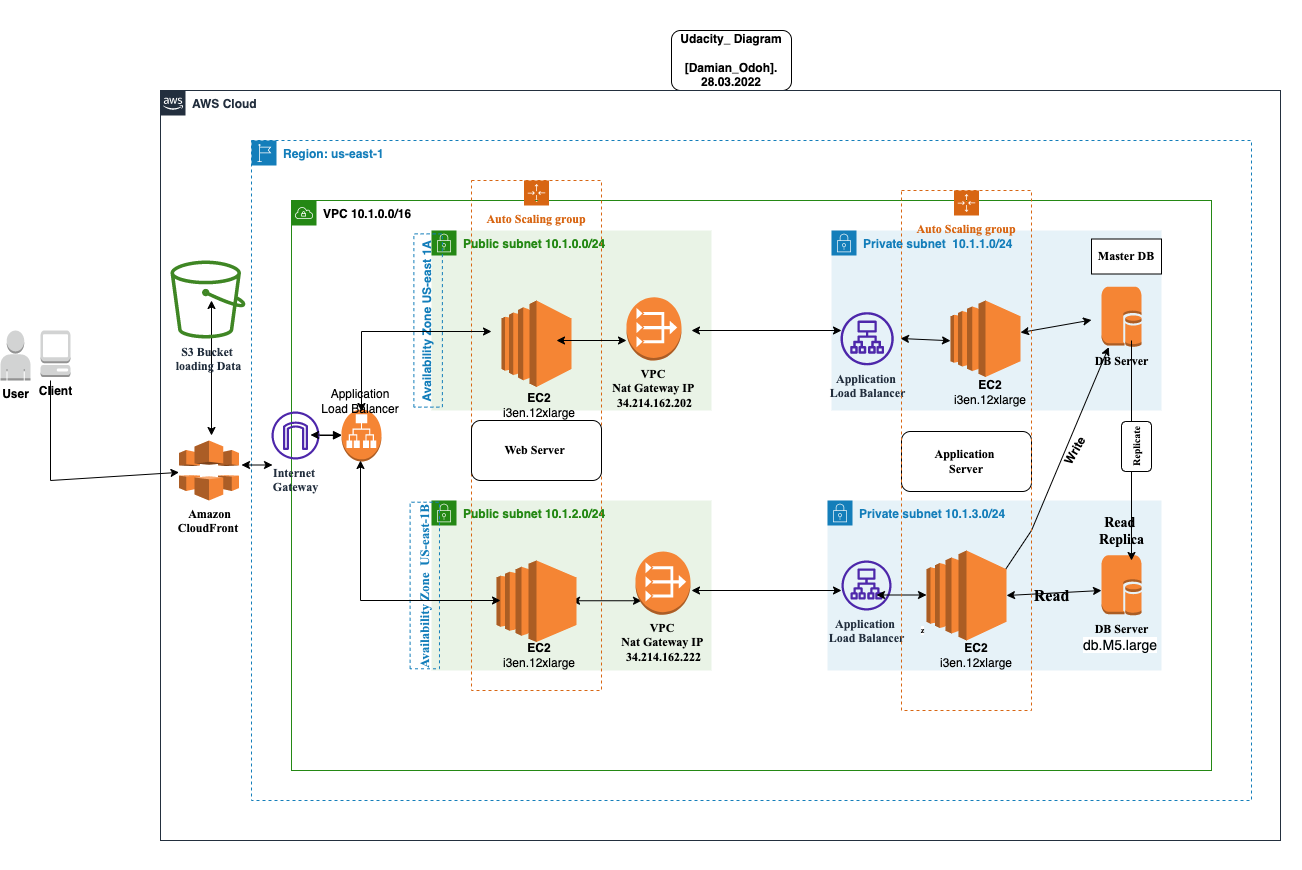 Udacity_ Diagram
[Damian_Odoh].
28.03.2022
aws
AWS Cloud
Region: us-east-1
VPC 10.1.0.0/16
Auto Scaling group
Auto Scaling group
Availability Zone US-east 1A
Public subnet 10.1.0.0/24
Private subnet 10.1.1.0/24
Master DB
S3 Bucket
loading Data
User
Client
Application
Load Balancer
EC2
i3en.12xlarge
VPC
Nat Gateway IP
34.214.162.202
Application
Load Balancer
EC2
i3en.12xlarge
DB Server
Web Server
Application
Server
Write
Replicate
Internet
Gateway
Amazon
CloudFront
Availability Zone US-east-1B
Public subnet 10.1.2.0/24
Private subnet 10.1.3.0/24
Read
Replica
EC2
i3en.12xlarge
VPC
Nat Gateway IP
34.214.162.222
Application
Load Balancer
z
EC2
i3en.12xlarge
Read
DB Server
db.M5.large